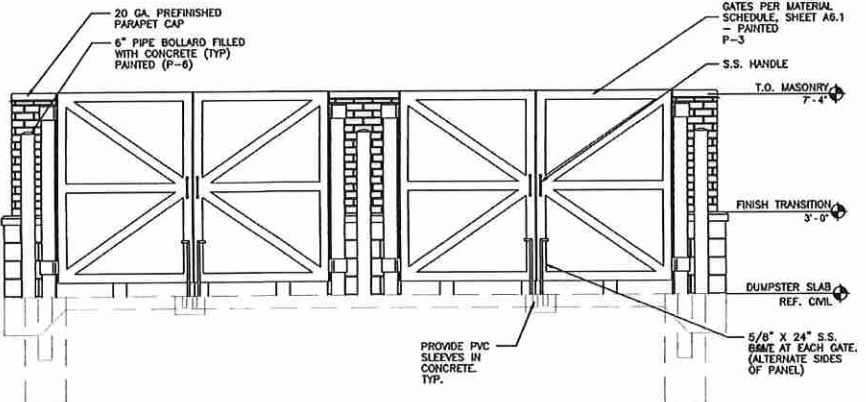 20 GA. PREFINISHED
PARAPET CAP
6" PIPE BOLLARD FILLED
WITH CONCRETE (TYP)
PAINTED (P-6)
GATES PER MATERIAL
SCHEDULE, SHEET A6.1
- PAINTED
P-3
S.S. HANDLE
T.O. MASONRY
7'-4"
FINISH TRANSITION
3'-0"
DUMPSTER SLAB
REF. CIVIL
PROVIDE PVC
SLEEVES IN
CONCRETE.
TYP.
5/8" X 24" S.S.
AT EACH GATE.
(ALTERNATE SIDES
OF PANEL)